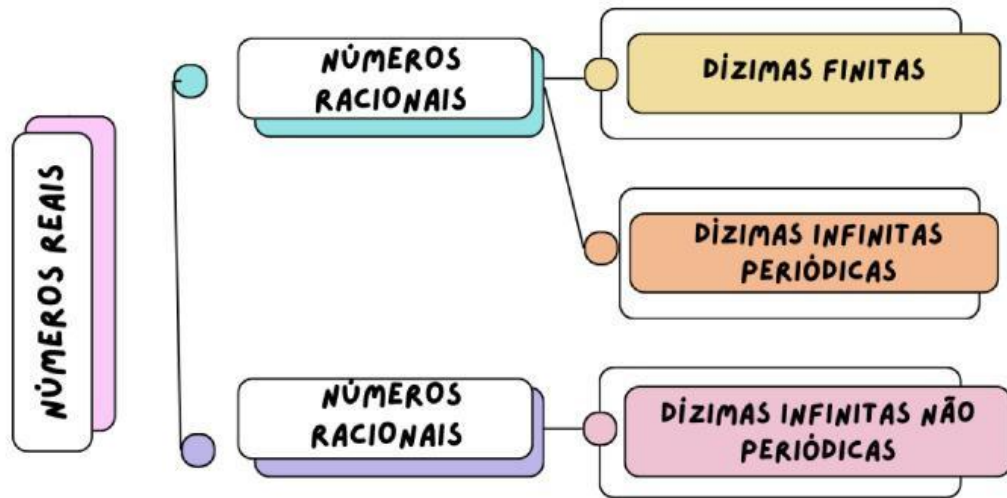 NÚMEROS REAIS
NÚMEROS
RACIONAIS
DÍZIMAS FINITAS
DÍZIMAS INFINITAS
PERIÓDICAS
NÚMEROS
RACIONAIS
DÍZIMAS INFINITAS NÃO
PERIÓDICAS